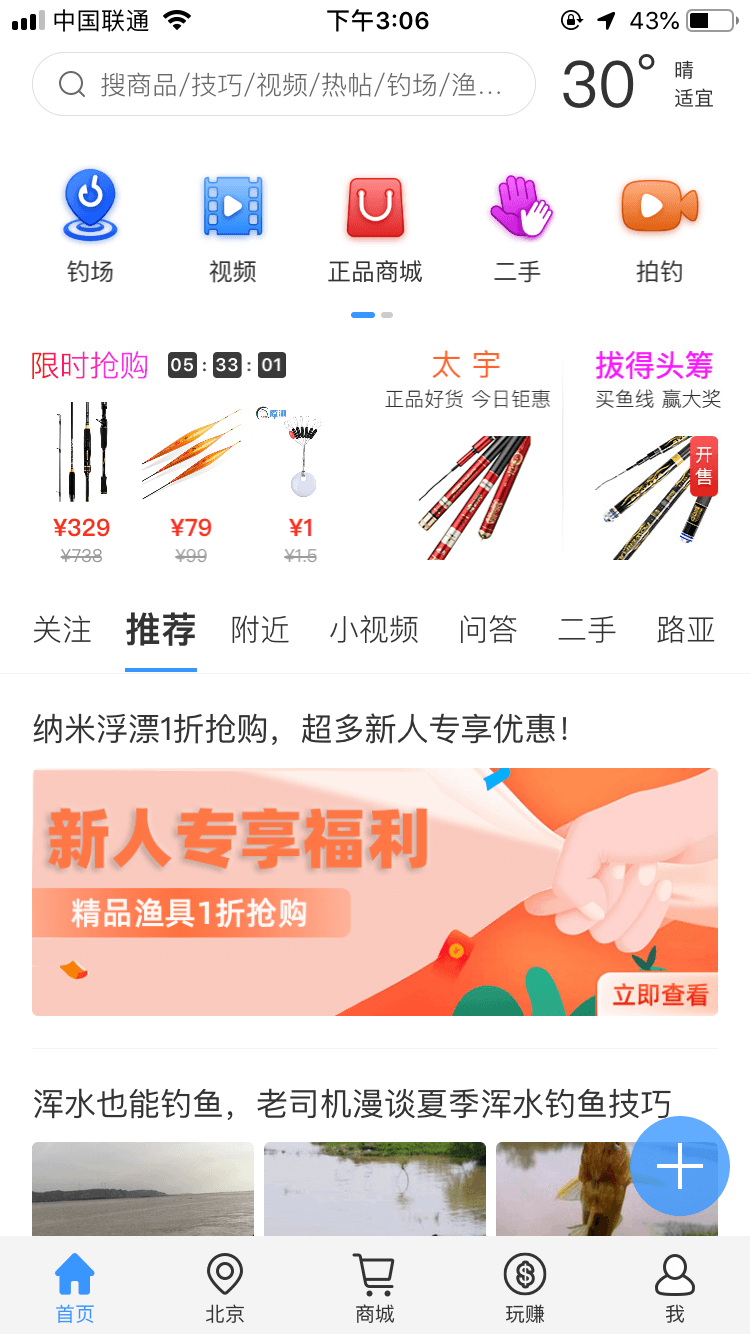 中国联通
下午3:06
43%
搜商品/技巧/视频/热帖/钓场/渔...
30°
晴
适宜
钓场
视频
正品商城
二手
拍钓
限时抢购 05 : 33 : 01
太 宇
正品好货 今日钜惠
拔得头筹
买鱼线 赢大奖
开售
¥329
¥79
¥1
¥738
¥99
¥1.5
关注
推荐
附近
小视频
问答
二手
路亚
纳米浮漂1折抢购，超多新人专享优惠！
新人专享福利
精品渔具1折抢购
立即查看
浑水也能钓鱼，老司机漫谈夏季浑水钓鱼技巧
首页
北京
商城
玩赚
我